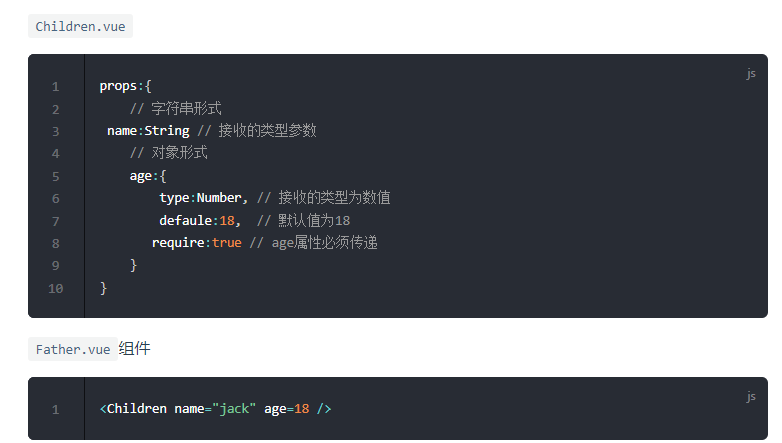 Children.vue
js
1 props:{
2 // 字符串形式
3 name:String // 接收的类型参数
4 // 对象形式
5 age:{
6 type:Number, // 接收的类型为数值
7 defaule:18, // 默认值为18
8 require:true // age属性必须传递
9 }
10 }
Father.vue组件
js
1 <Children name="jack" age=18 />